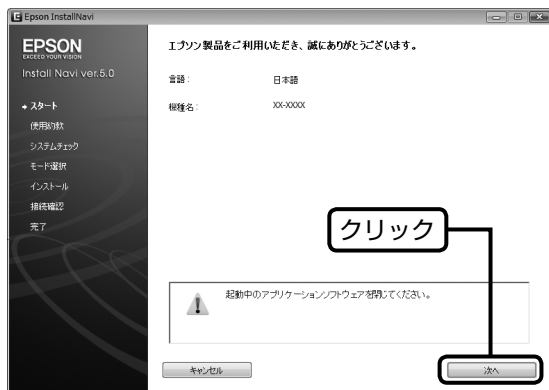 Epson InstallNavi
EPSON
EXCEED YOUR VISION
Install Navi ver.5.0
スタート
使用約款
システムチェック
モード選択
インストール
接続確認
完了
エプソン製品をご利用いただき、誠にありがとうございます。
言語: 日本語
機種名: XX-XXXX
クリック
起動中のアプリケーションソフトウェアを閉じてください。
キャンセル
次へ